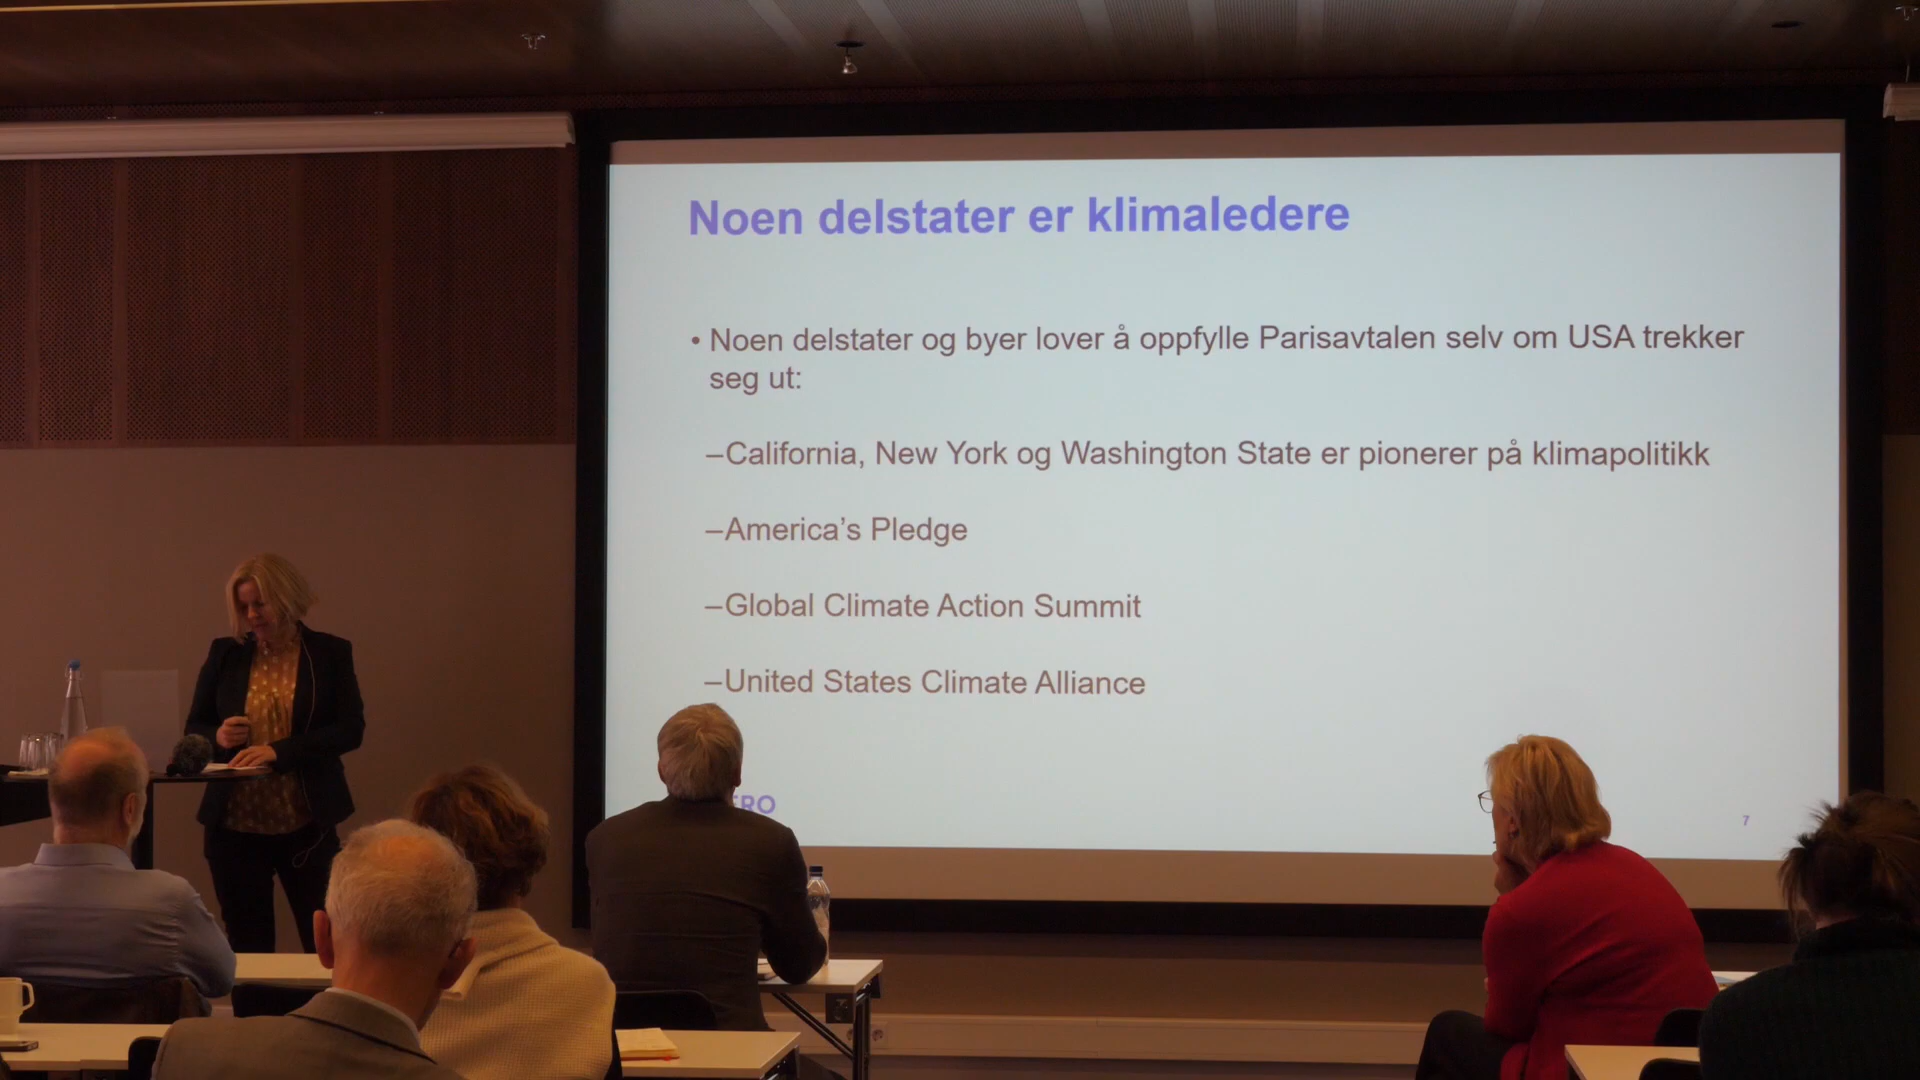 Noen delstater er klimaledere
• Noen delstater og byer lover å oppfylle Parisavtalen selv om USA trekker
seg ut:
–California, New York og Washington State er pionerer på klimapolitikk
–America’s Pledge
–Global Climate Action Summit
–United States Climate Alliance
7